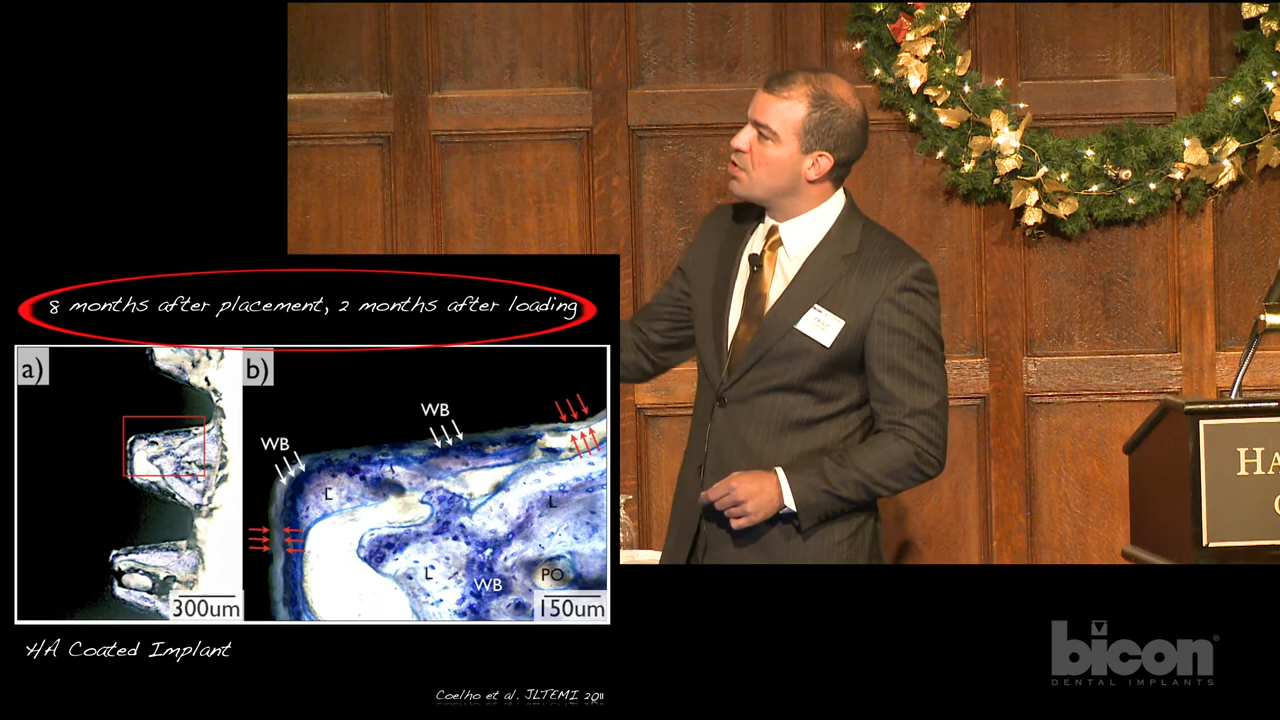 8 months after placement, 2 months after loading
a)
b)
WB
WB
L
L
L
WB
PO
300um
150um
HA Coated Implant
Coelho et al. JLTEMI 2011
HA
bicon®
DENTAL IMPLANTS